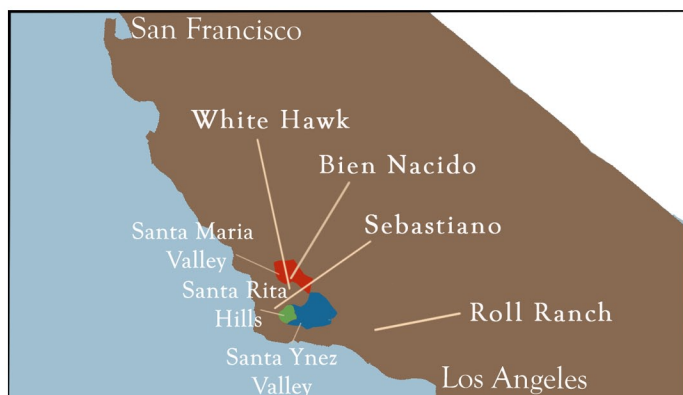 San Francisco
White Hawk
Bien Nacido
Sebastiano
Santa Maria
Valley
Santa Rita
Hills
Roll Ranch
Santa Ynez
Valley
Los Angeles